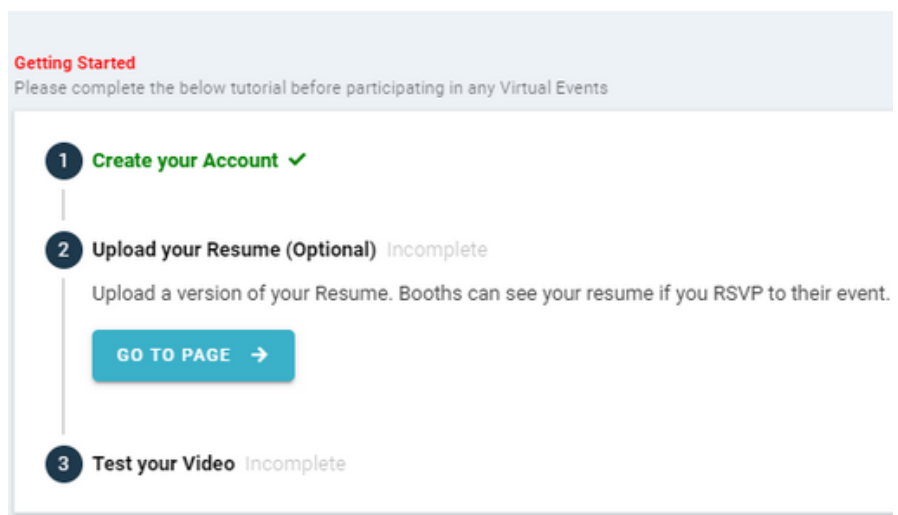 Getting Started
Please complete the below tutorial before participating in any Virtual Events
1 Create your Account
2 Upload your Resume (Optional) Incomplete
Upload a version of your Resume. Booths can see your resume if you RSVP to their event.
GO TO PAGE
3 Test your Video Incomplete